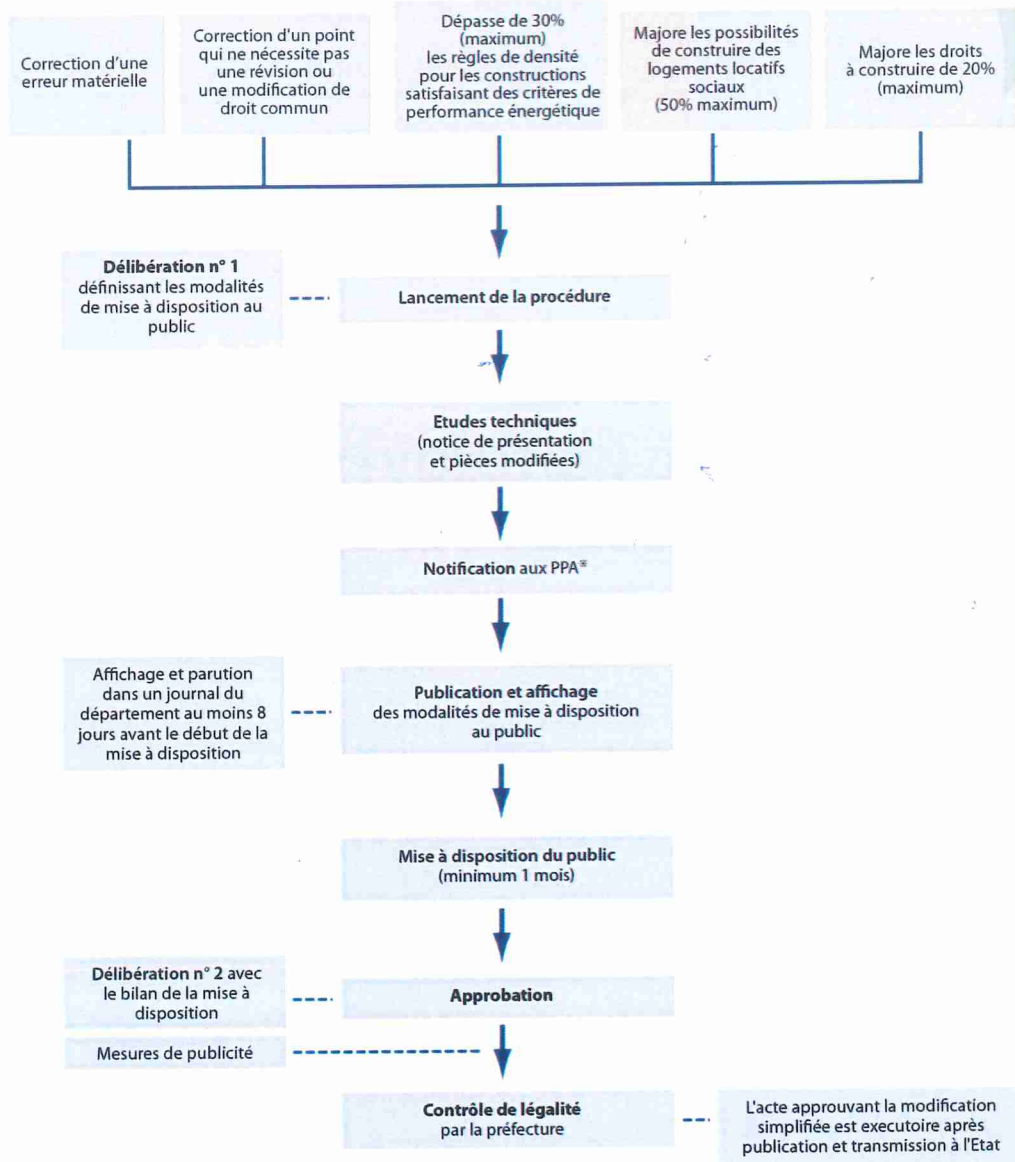 Correction d'une
erreur matérielle
Correction d'un point
qui ne nécessite pas
une révision ou
une modification de
droit commun
Dépasse de 30%
(maximum)
les règles de densité
pour les constructions
satisfaisant des critères de
performance énergétique
Majore les possibilités
de construire des
logements locatifs
sociaux
(50% maximum)
Majore les droits
à construire de 20%
(maximum)
Délibération n° 1
définissant les modalités
de mise à disposition au
public
Lancement de la procédure
Etudes techniques
(notice de présentation
et pièces modifiées)
Notification aux PPA*
Affichage et parution
dans un journal du
département au moins 8
jours avant le début de la
mise à disposition
Publication et affichage
des modalités de mise à disposition
au public
Mise à disposition du public
(minimum 1 mois)
Délibération n° 2 avec
le bilan de la mise à
disposition
Approbation
Mesures de publicité
Contrôle de légalité
par la préfecture
L'acte approuvant la modification
simplifiée est executoire après
publication et transmission à l'Etat